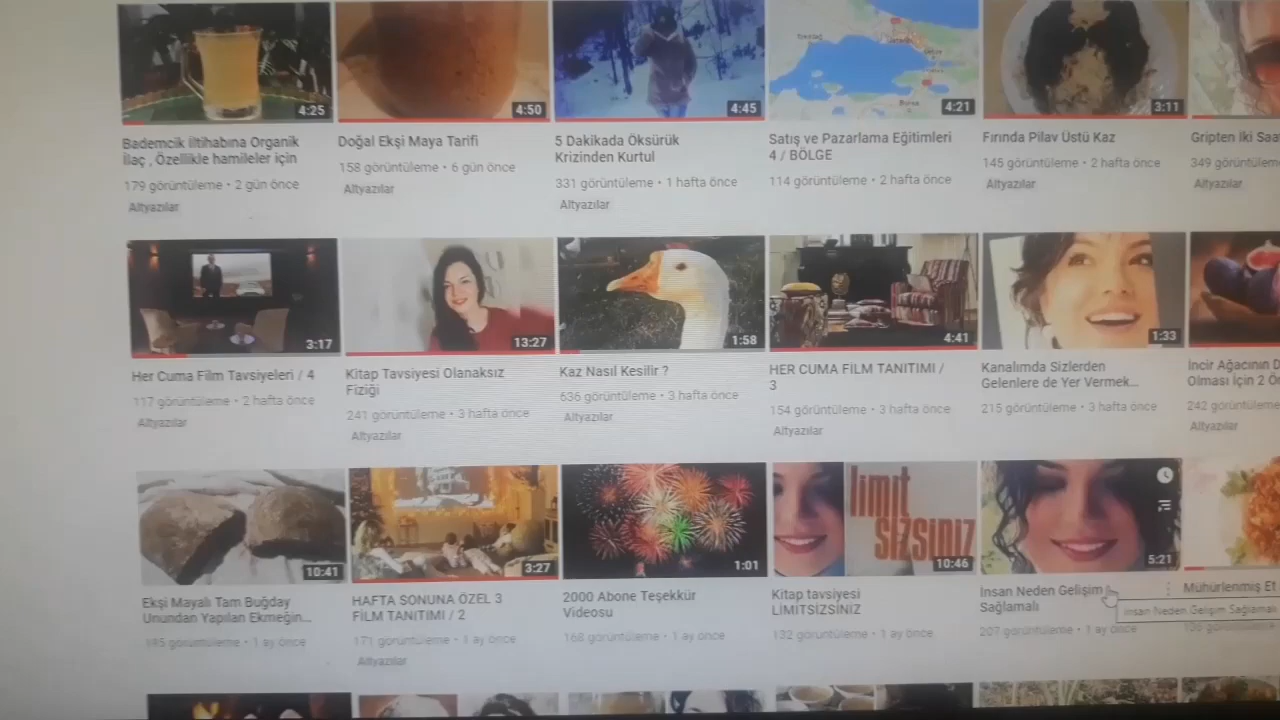 4:25
4:50
4:45
4:21
3:11
Bademcik iltihabına Organik
İlaç , Özellikle hamileler için
179 görüntüleme • 2 gün önce
Altyazılar
Doğal Ekşi Maya Tarifi
158 görüntüleme • 6 gün önce
Altyazılar
5 Dakikada Öksürük
Krizinden Kurtul
331 görüntüleme • 1 hafta önce
Altyazılar
Bursa
Satış ve Pazarlama Eğitimleri
4 / BÖLGE
114 görüntüleme • 2 hafta önce
Fırında Pilav Üstü Kaz
145 görüntüleme • 2 hafta önce
Altyazılar
Gripten İki Saa
349 görüntülem
Altyazılar
3:17
13:27
1:58
4:41
1:33
Her Cuma Film Tavsiyeleri / 4
117 görüntüleme • 2 hafta önce
Altyazılar
Kitap Tavsiyesi Olanaksız
Fiziği
241 görüntüleme • 3 hafta önce
Altyazılar
Kaz Nasıl Kesilir ?
636 görüntüleme • 3 hafta önce
Altyazılar
HER CUMA FİLM TANITIMI /
3
154 görüntüleme • 3 hafta önce
Altyazılar
Kanalımda Sizlerden
Gelenlere de Yer Vermek...
215 görüntüleme • 3 hafta önce
İncir Ağacının D
Olması İçin 2 Ö
242 görüntüleme
Altyazılar
10:41
3:27
1:01
limit
SIZSINIZ
10:46
5:21
Ekşi Mayalı Tam Buğday
Unundan Yapılan Ekmeğin...
195 görüntüleme • 1 ay önce
HAFTA SONUNA ÖZEL 3
FİLM TANITIMI / 2
171 görüntüleme • 1 ay önce
Altyazılar
2000 Abone Teşekkür
Videosu
168 görüntüleme • 1 ay önce
Kitap tavsiyesi
LİMİTSİZSİNİZ
132 görüntüleme • 1 ay önce
İnsan Neden Gelişim
Sağlamalı
207 görüntüleme • 1 ay önce
Mühürlenmiş Et
İnsan Neden Gelişim Sağlamalı